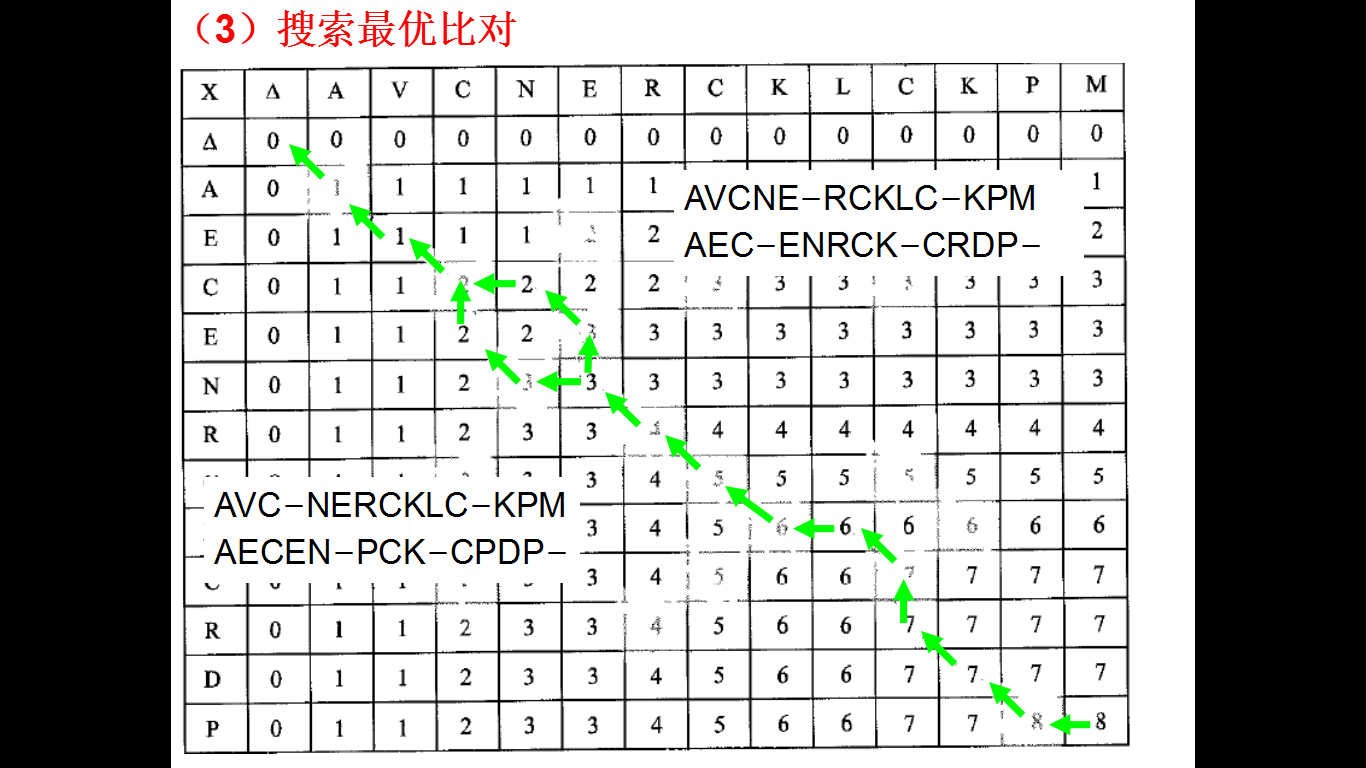 （3）搜索最优比对
X Δ A V C N E R C K L C K P M
Δ 0 0 0 0 0 0 0 0 0 0 0 0 0 0
A 0 1 1 1 1 1 1 1
AVCNE–RCKLC–KPM
E 0 1 1 1 1 2 2 2
AEC–ENRCK–CRDP–
C 0 1 1 2 2 2 2 3 3 3 3 3 3 3
E 0 1 1 2 2 3 3 3 3 3 3 3 3 3
N 0 1 1 2 3 3 3 3 3 3 3 3 3 3
R 0 1 1 2 3 3 4 4 4 4 4 4 4 4
3 4 5 5 5 5 5 5 5
AVC–NERCKLC–KPM
3 4 5 6 6 6 6 6 6
AECEN–PCK–CPDP–
3 4 5 6 6 7 7 7 7
R 0 1 1 2 3 3 4 5 6 6 7 7 7 7
D 0 1 1 2 3 3 4 5 6 6 7 7 7 7
P 0 1 1 2 3 3 4 5 6 6 7 7 8 8